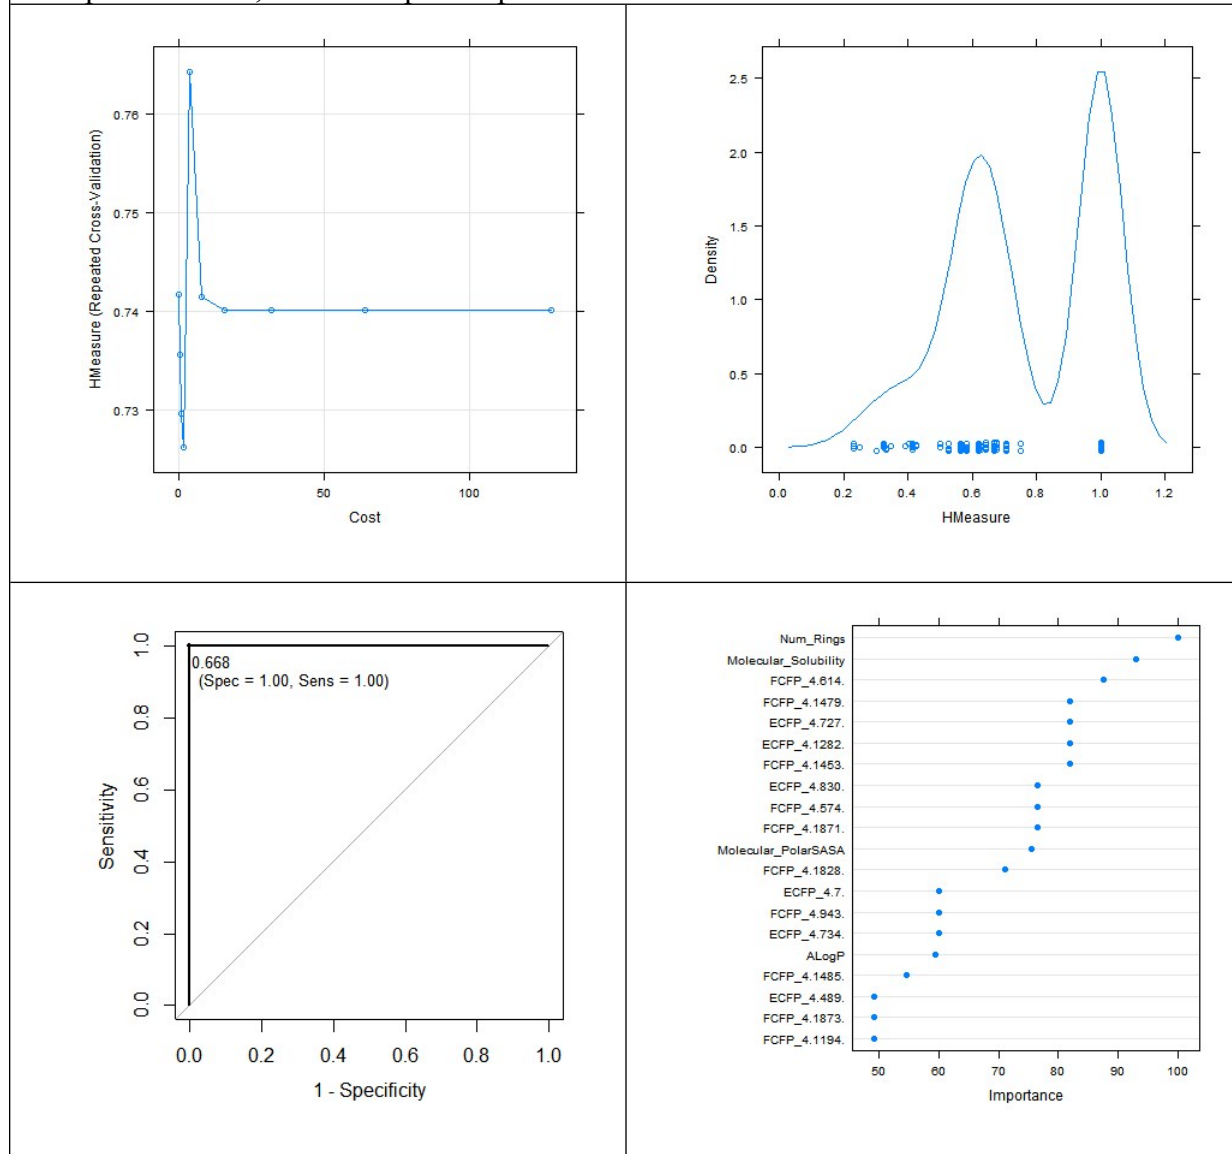 0.76
0.75
0.74
0.73
HMeasure (Repeated Cross-Validation)
0 50 100
Cost
2.5
2.0
1.5
1.0
0.5
0.0
Density
0.0 0.2 0.4 0.6 0.8 1.0 1.2
HMeasure
1.0
0.8
0.6
0.4
0.2
0.0
Sensitivity
0.668
(Spec = 1.00, Sens = 1.00)
0.0 0.2 0.4 0.6 0.8 1.0
1 - Specificity
Num_Rings
Molecular_Solubility
FCFP_4.614.
FCFP_4.1479.
ECFP_4.727.
ECFP_4.1282.
FCFP_4.1453.
ECFP_4.830.
FCFP_4.574.
FCFP_4.1871.
Molecular_PolarSASA
FCFP_4.1828.
ECFP_4.7.
FCFP_4.943.
ECFP_4.734.
ALogP
FCFP_4.1485.
ECFP_4.489.
FCFP_4.1873.
FCFP_4.1194.
50 60 70 80 90 100
Importance